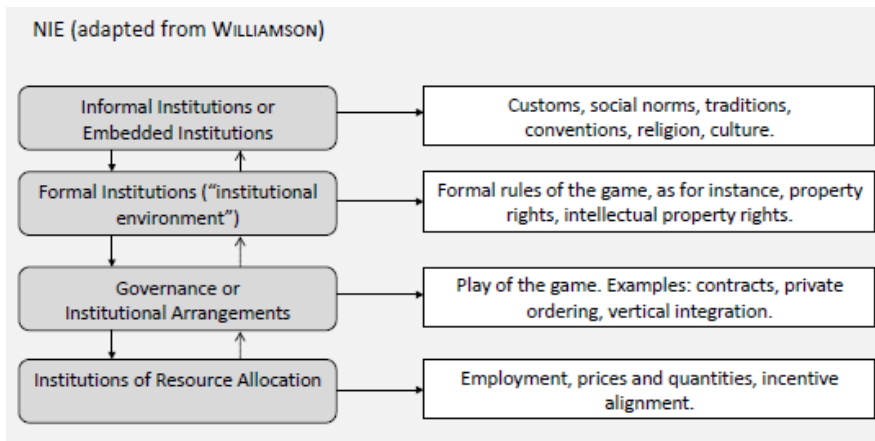 NIE (adapted from WILLIAMSON)
Informal Institutions or
Embedded Institutions
Customs, social norms, traditions,
conventions, religion, culture.
Formal Institutions (“institutional
environment”)
Formal rules of the game, as for instance, property
rights, intellectual property rights.
Governance or
Institutional Arrangements
Play of the game. Examples: contracts, private
ordering, vertical integration.
Institutions of Resource Allocation
Employment, prices and quantities, incentive
alignment.